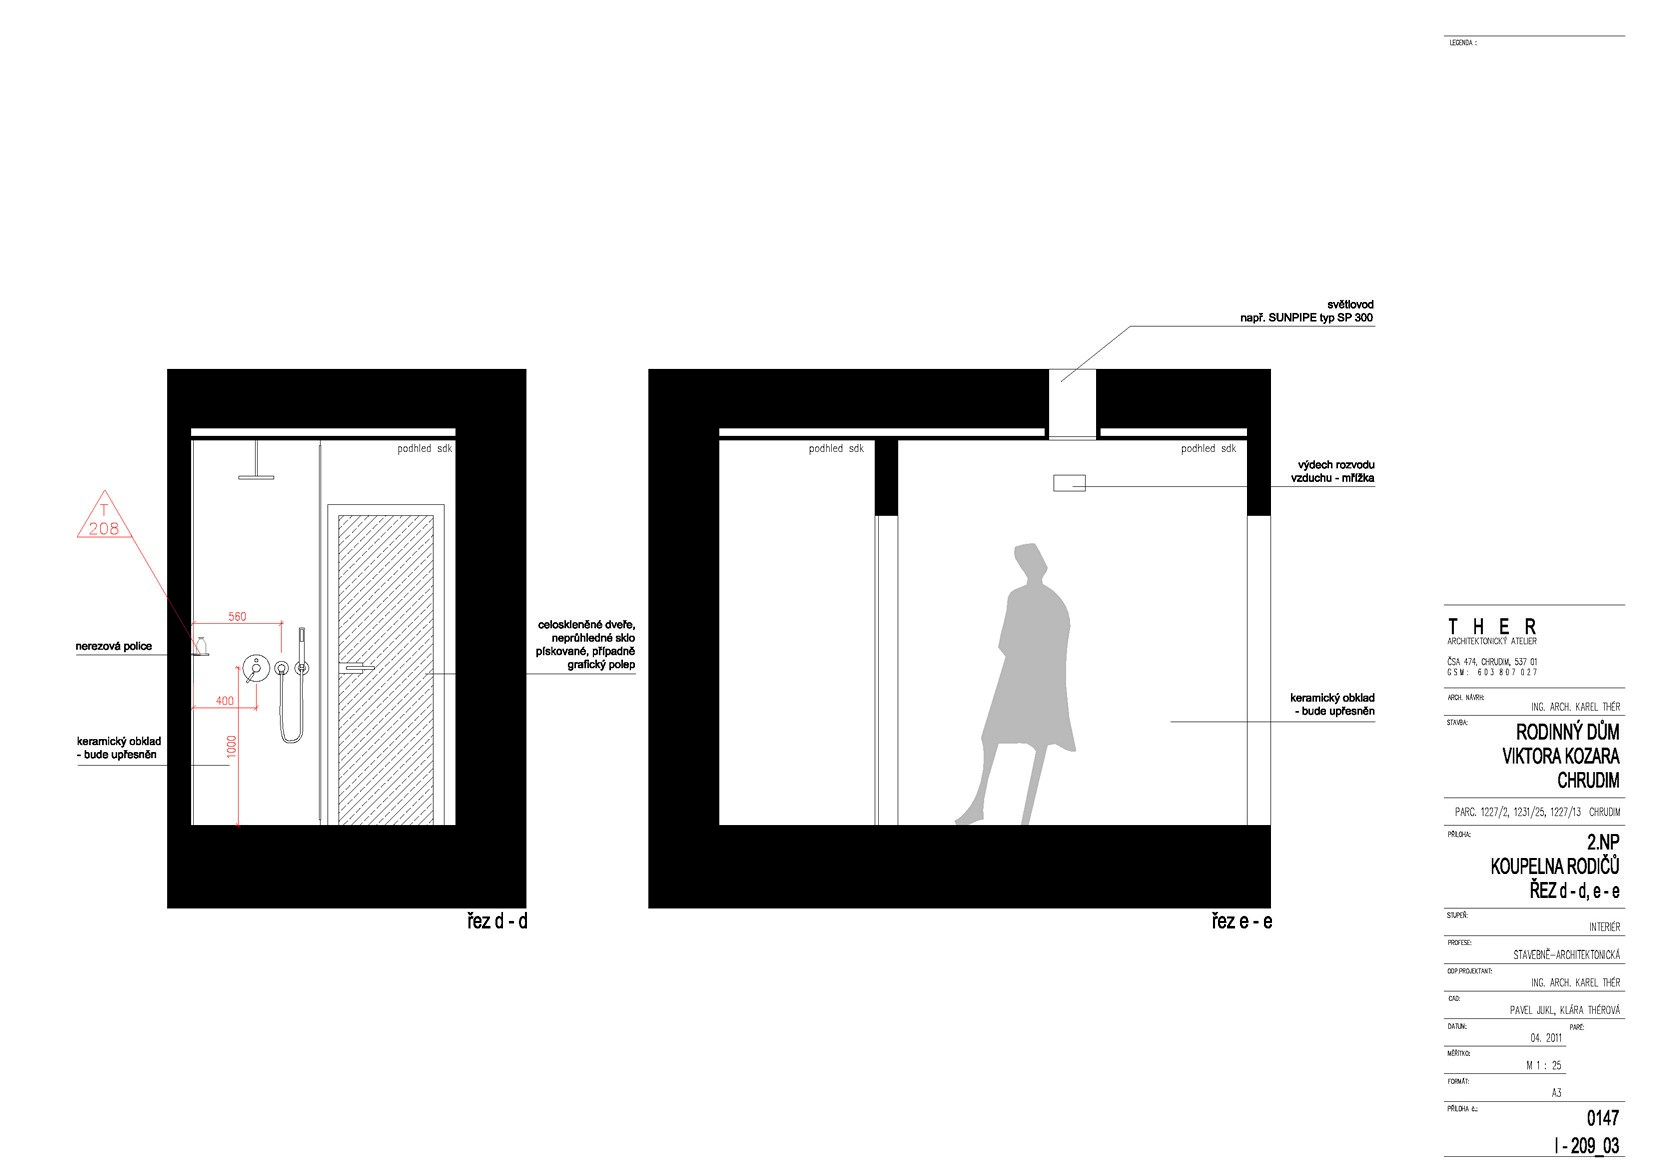 LEGENDA :
světlovod
např. SUNPIPE typ SP 300
podhled sdk
podhled sdk
podhled sdk
výdech rozvodu
vzduchu - mřížka
T
208
560
nerezová police
400
1000
keramický obklad
- bude upřesněn
celoskleněné dveře,
neprůhledné sklo
pískované, případně
grafický polep
keramický obklad
- bude upřesněn
řez d - d
řez e - e
THER
ARCHITEKTONICKÝ ATELIER
ČSA 474, CHRUDIM, 537 01
GSM: 603 807 027
ARCH. NÁVRH:
ING. ARCH. KAREL THÉR
STAVBA:
RODINNÝ DŮM
VIKTORA KOZARA
CHRUDIM
PARC. 1227/2, 1231/25, 1227/13 CHRUDIM
PŘÍLOHA:
2.NP
KOUPELNA RODIČŮ
ŘEZ d - d, e - e
STUPEŇ:
INTERIÉR
PROFESE:
STAVEBNĚ-ARCHITEKTONICKÁ
ODP.PROJEKTANT:
ING. ARCH. KAREL THÉR
CAD:
PAVEL JUKL, KLÁRA THÉROVÁ
DATUM:
PARÉ:
04. 2011
MĚŘÍTKO:
M 1 : 25
FORMÁT:
A3
PŘÍLOHA č.:
0147
I - 209_03